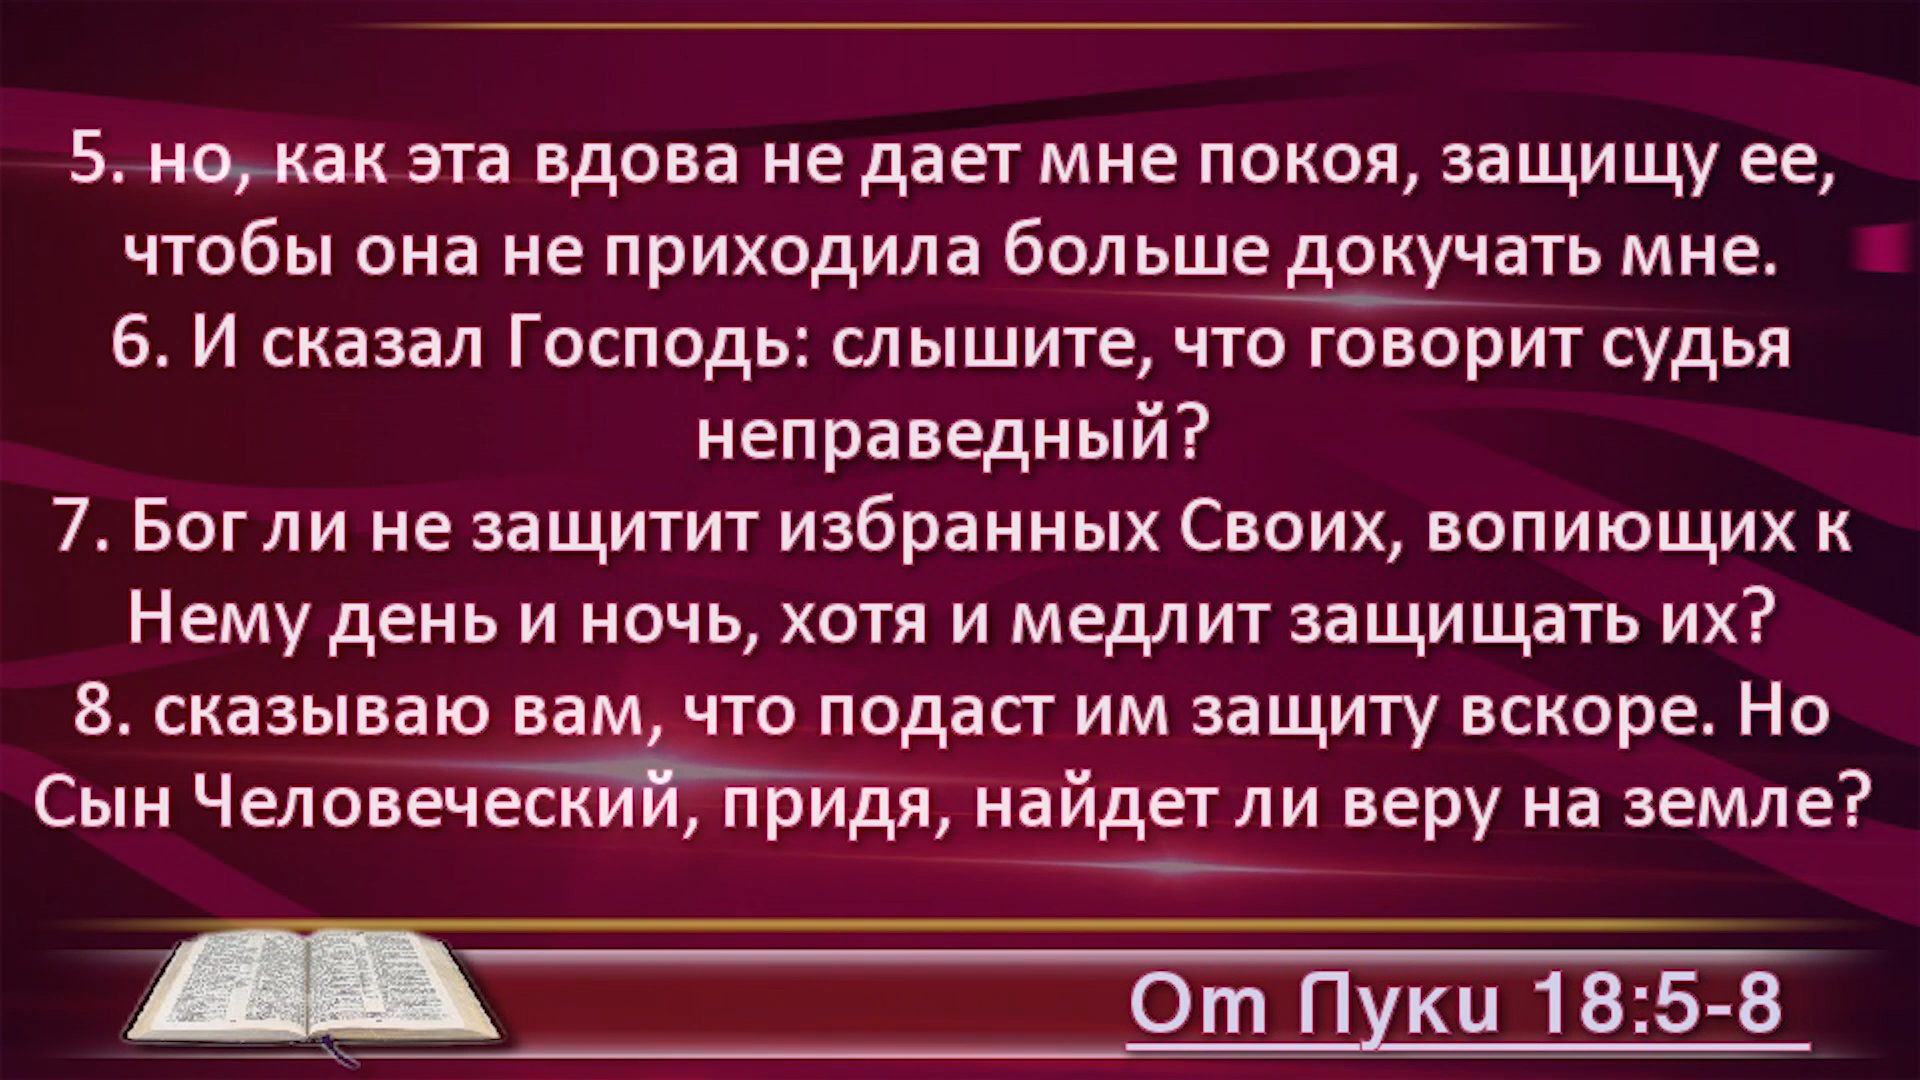 5. но, как эта вдова не дает мне покоя, защищу ее,
чтобы она не приходила больше докучать мне.
6. И сказал Господь: слышите, что говорит судья
неправедный?
7. Бог ли не защитит избранных Своих, вопиющих к
Нему день и ночь, хотя и медлит защищать их?
8. сказываю вам, что подаст им защиту вскоре. Но
Сын Человеческий, придя, найдет ли веру на земле?
От Луки 18:5-8